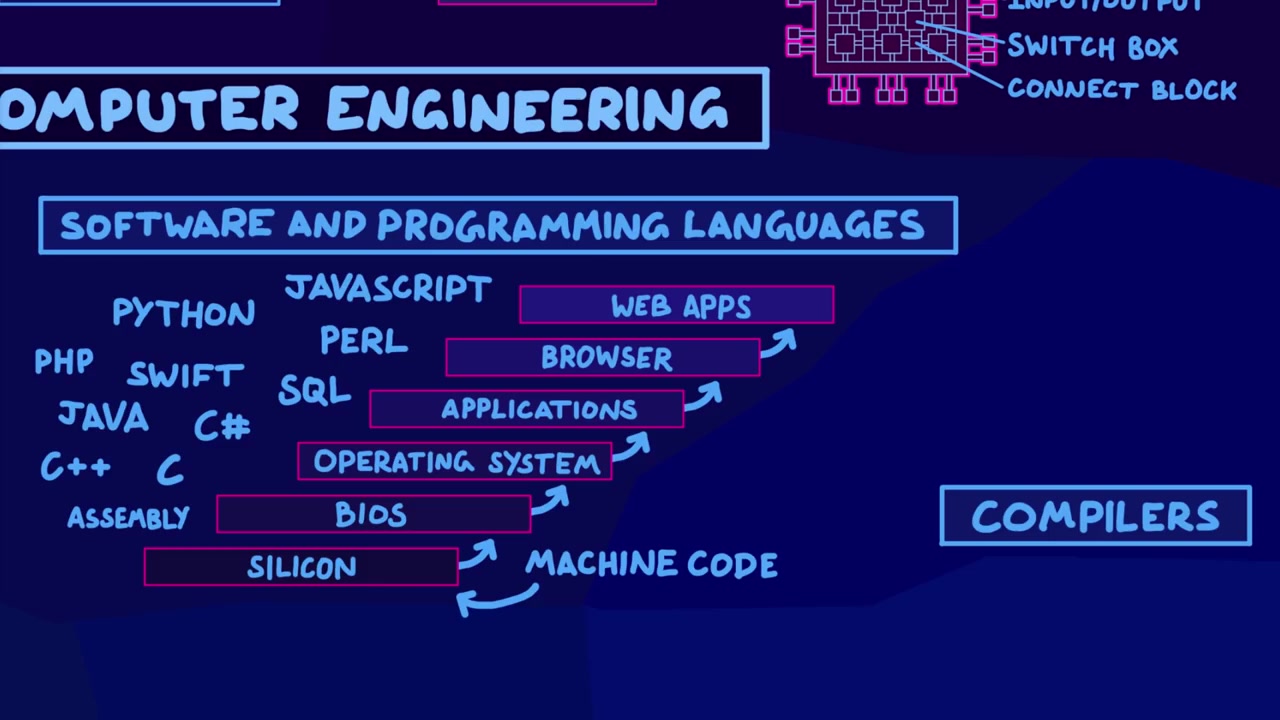 SWITCH BOX
CONNECT BLOCK
OMPUTER ENGINEERING
SOFTWARE AND PROGRAMMING LANGUAGES
JAVASCRIPT
WEB APPS
PYTHON
PERL
BROWSER
PHP
SWIFT
SQL
APPLICATIONS
JAVA
C#
OPERATING SYSTEM
C++
C
ASSEMBLY
BIOS
COMPILERS
SILICON
MACHINE CODE